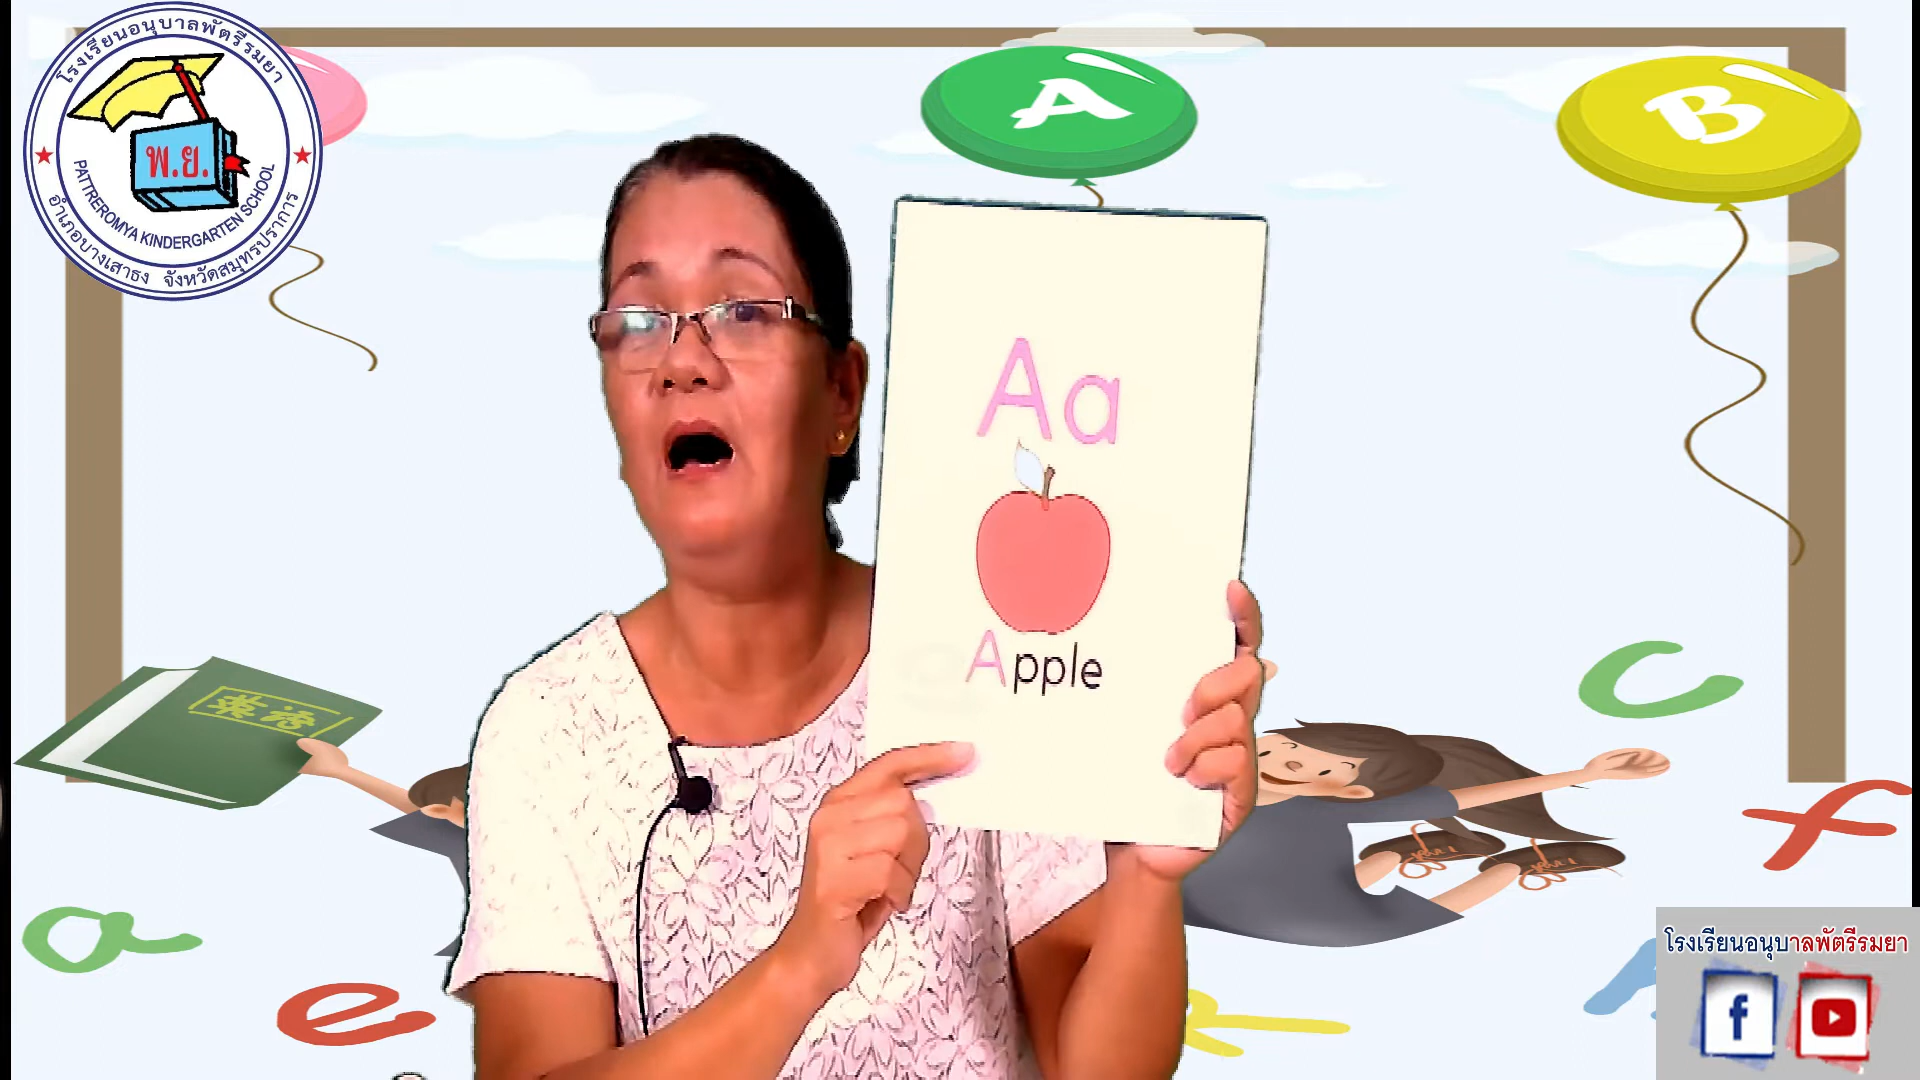 โรงเรียนอนุบาลพัตรีรมยา
พ.ย.
PATTREROMYA KINDERGARTEN SCHOOL
อำเภอบางเสาธง จังหวัดสมุทรปราการ
A
B
Aa
Apple
英语
c
f
a
e
โรงเรียนอนุบาลพัตรีรมยา
f